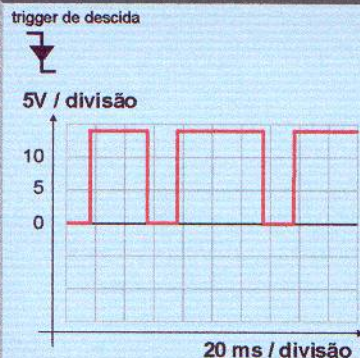 trigger de descida
5V / divisão
10
5
0
20 ms / divisão